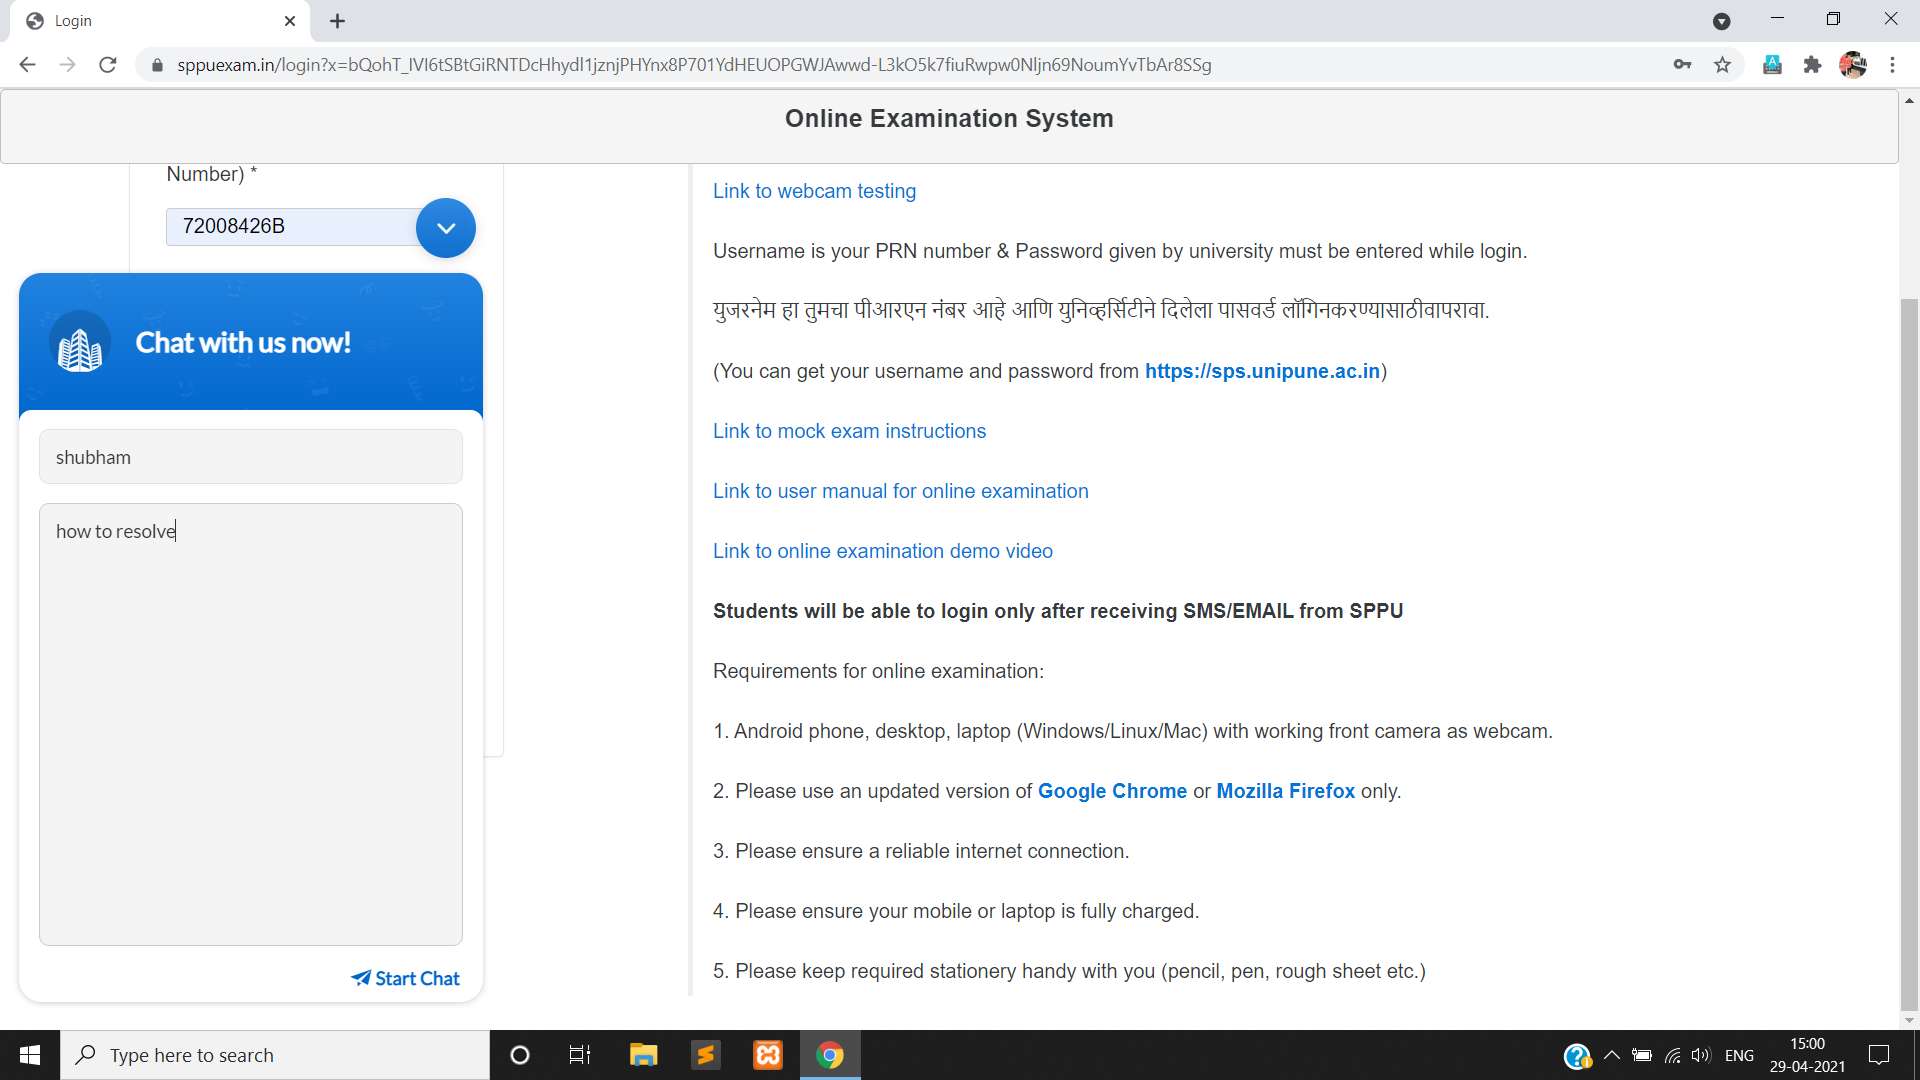 Login
sppuexam.in/login?x=bQohT_IVI6tSBtGiRNTDcHhydl1jznjPHYnx8P701YdHEUOPGWJAwwd-L3kO5k7fiuRwpw0Nljn69NoumYvTbAr8SSg
Online Examination System
Number) *
72008426B
Chat with us now!
shubham
how to resolve
Start Chat
Link to webcam testing
Username is your PRN number & Password given by university must be entered while login.
युजरनेम हा तुमचा पीआरएन नंबर आहे आणि युनिव्हर्सिटीने दिलेला पासवर्ड लॉगिनकरण्यासाठीवापरावा.
(You can get your username and password from https://sps.unipune.ac.in)
Link to mock exam instructions
Link to user manual for online examination
Link to online examination demo video
Students will be able to login only after receiving SMS/EMAIL from SPPU
Requirements for online examination:
1. Android phone, desktop, laptop (Windows/Linux/Mac) with working front camera as webcam.
2. Please use an updated version of Google Chrome or Mozilla Firefox only.
3. Please ensure a reliable internet connection.
4. Please ensure your mobile or laptop is fully charged.
5. Please keep required stationery handy with you (pencil, pen, rough sheet etc.)
Type here to search
ENG
15:00
29-04-2021